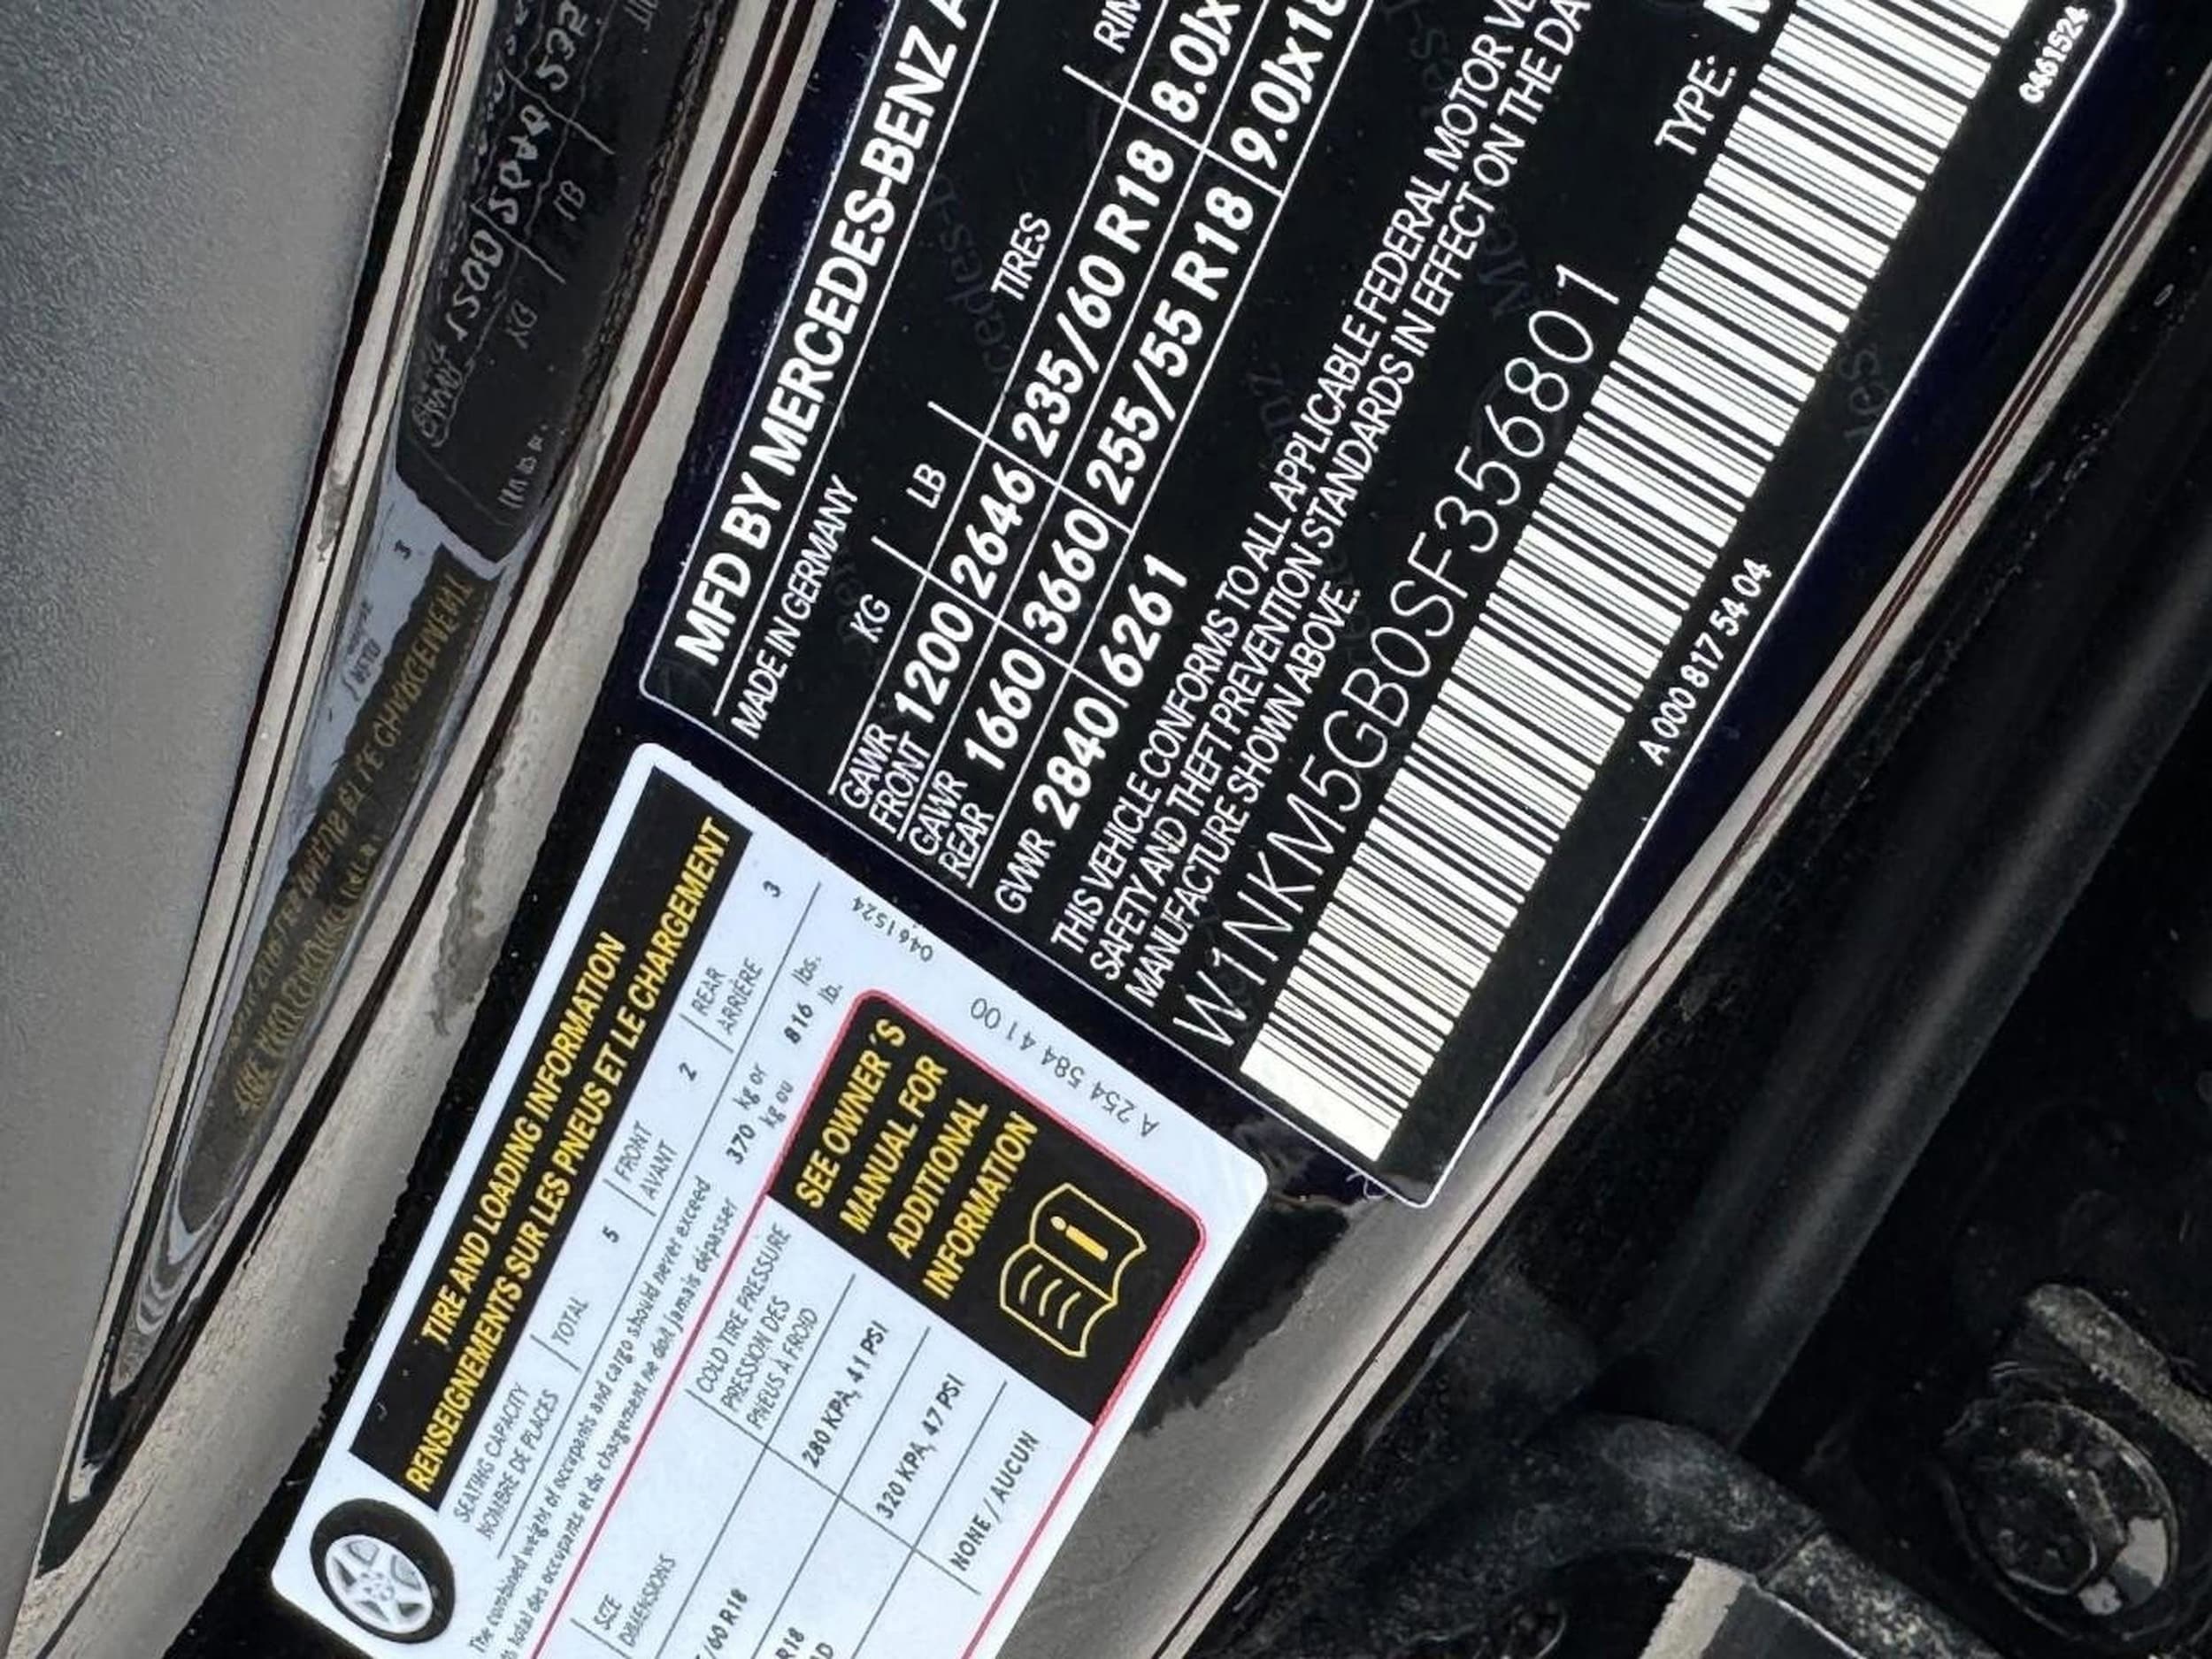 MFD BY MERCEDES-BENZ A
MADE IN GERMANY
KG LB TIRES RIM
GAWR FRONT 1200 2646 235/60 R18 8.0Jx
GAWR REAR 1660 3660 255/55 R18 9.0Jx18
GVWR 2840 6261
THIS VEHICLE CONFORMS TO ALL APPLICABLE FEDERAL MOTOR VE
SAFETY AND THEFT PREVENTION STANDARDS IN EFFECT ON THE DA
MANUFACTURE SHOWN ABOVE.
W1NKM5GB0SF356801 TYPE:
A 000 817 54 04
0461524
TIRE AND LOADING INFORMATION
RENSEIGNEMENTS SUR LES PNEUS ET LE CHARGEMENT
SEATING CAPACITY
NOMBRE DE PLACES
TOTAL 5
FRONT
AVANT 2
REAR
ARRIÈRE 3
The combined weight of occupants and cargo should never exceed 370 kg or 816 lbs.
total des occupants et du chargement ne doit jamais dépasser kg ou lb.
SIZE
DIMENSIONS
COLD TIRE PRESSURE
PRESSION DES
PNEUS À FROID
/60 R18 280 KPA, 41 PSI
R18 320 KPA, 47 PSI
NONE / AUCUN
SEE OWNER'S
MANUAL FOR
ADDITIONAL
INFORMATION
0461524
A 254 584 41 00